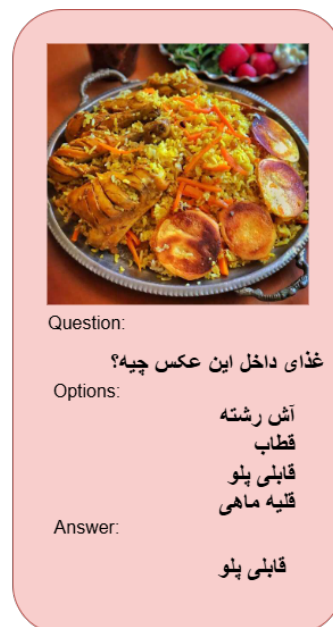 Question:
غذای داخل این عکس چیه؟
Options:
آش رشته
قطاب
قابلی پلو
قلیه ماهی
Answer:
قابلی پلو